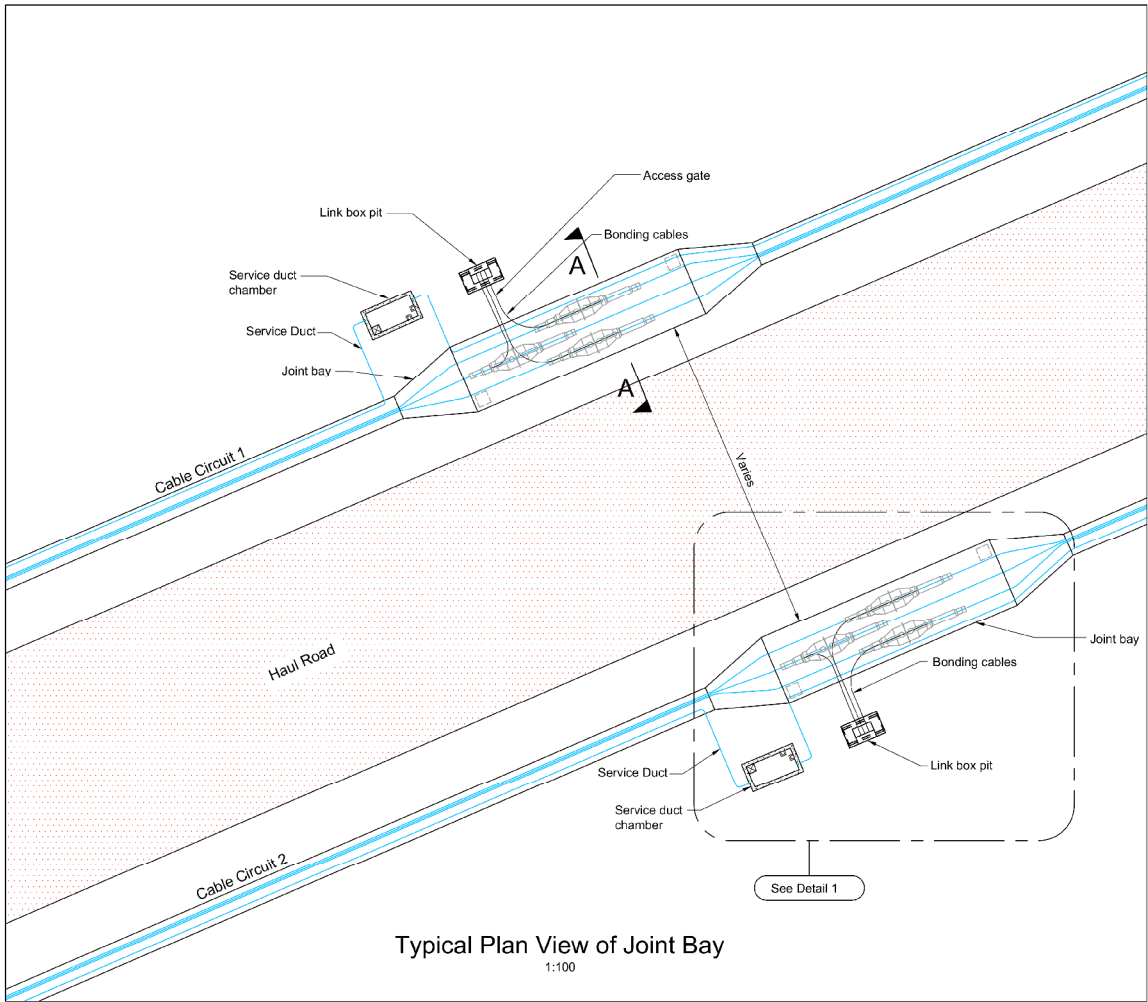 Access gate
Link box pit
Bonding cables
A
Service duct
chamber
Service Duct
Joint bay
A
Cable Circuit 1
Varies
Haul Road
Joint bay
Bonding cables
Link box pit
Service Duct
Service duct
chamber
Cable Circuit 2
See Detail 1
Typical Plan View of Joint Bay
1:100